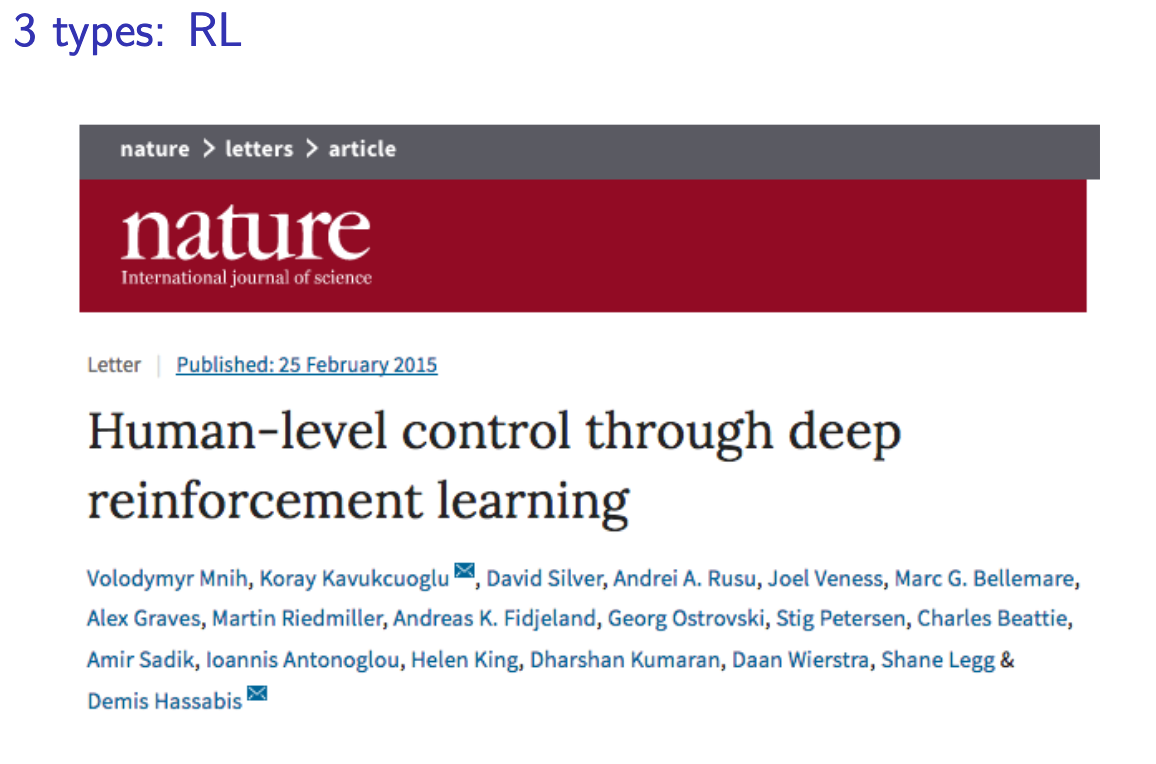 3 types: RL
nature > letters > article
nature
International journal of science
Letter | Published: 25 February 2015
Human-level control through deep
reinforcement learning
Volodymyr Mnih, Koray Kavukcuoglu, David Silver, Andrei A. Rusu, Joel Veness, Marc G. Bellemare,
Alex Graves, Martin Riedmiller, Andreas K. Fidjeland, Georg Ostrovski, Stig Petersen, Charles Beattie,
Amir Sadik, Ioannis Antonoglou, Helen King, Dharshan Kumaran, Daan Wierstra, Shane Legg &
Demis Hassabis